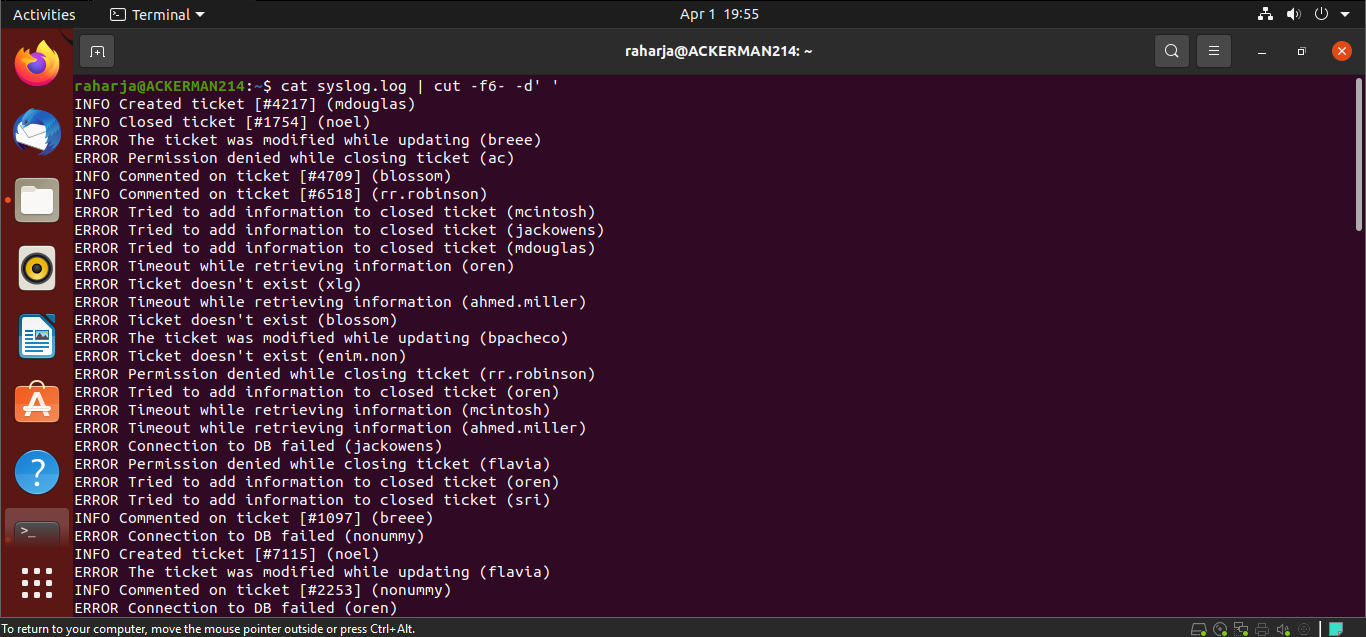 Activities Terminal Apr 1 19:55
raharja@ACKERMAN214: ~
raharja@ACKERMAN214:~$ cat syslog.log | cut -f6- -d' '
INFO Created ticket [#4217] (mdouglas)
INFO Closed ticket [#1754] (noel)
ERROR The ticket was modified while updating (breee)
ERROR Permission denied while closing ticket (ac)
INFO Commented on ticket [#4709] (blossom)
INFO Commented on ticket [#6518] (rr.robinson)
ERROR Tried to add information to closed ticket (mcintosh)
ERROR Tried to add information to closed ticket (jackowens)
ERROR Tried to add information to closed ticket (mdouglas)
ERROR Timeout while retrieving information (oren)
ERROR Ticket doesn't exist (xlg)
ERROR Timeout while retrieving information (ahmed.miller)
ERROR Ticket doesn't exist (blossom)
ERROR The ticket was modified while updating (bpacheco)
ERROR Ticket doesn't exist (enim.non)
ERROR Permission denied while closing ticket (rr.robinson)
ERROR Tried to add information to closed ticket (oren)
ERROR Timeout while retrieving information (mcintosh)
ERROR Timeout while retrieving information (ahmed.miller)
ERROR Connection to DB failed (jackowens)
ERROR Permission denied while closing ticket (flavia)
ERROR Tried to add information to closed ticket (oren)
ERROR Tried to add information to closed ticket (sri)
INFO Commented on ticket [#1097] (breee)
ERROR Connection to DB failed (nonummy)
INFO Created ticket [#7115] (noel)
ERROR The ticket was modified while updating (flavia)
INFO Commented on ticket [#2253] (nonummy)
ERROR Connection to DB failed (oren)
To return to your computer, move the mouse pointer outside or press Ctrl+Alt.